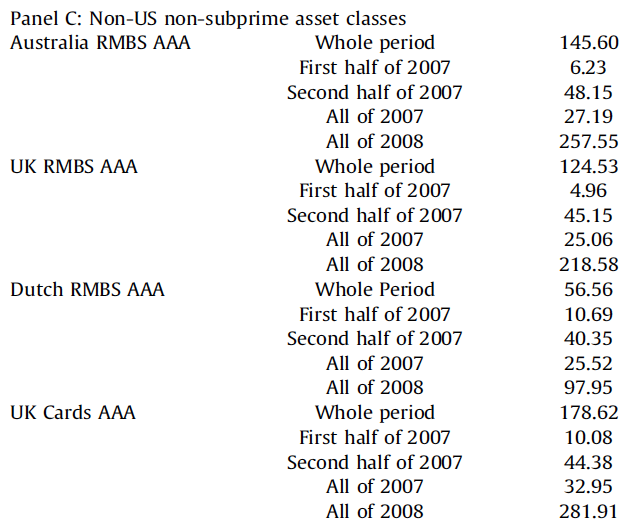 Panel C: Non-US non-subprime asset classes
Australia RMBS AAA Whole period 145.60
First half of 2007 6.23
Second half of 2007 48.15
All of 2007 27.19
All of 2008 257.55
UK RMBS AAA Whole period 124.53
First half of 2007 4.96
Second half of 2007 45.15
All of 2007 25.06
All of 2008 218.58
Dutch RMBS AAA Whole Period 56.56
First half of 2007 10.69
Second half of 2007 40.35
All of 2007 25.52
All of 2008 97.95
UK Cards AAA Whole period 178.62
First half of 2007 10.08
Second half of 2007 44.38
All of 2007 32.95
All of 2008 281.91